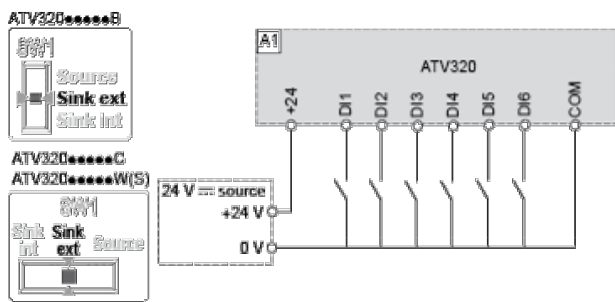 ATV320●●●●●B
SW1
Source
Sink ext
Sink int
ATV320●●●●●C
ATV320●●●●●W(S)
SW1
Sink int
Sink ext
Source
A1
ATV320
+24
DI1
DI2
DI3
DI4
DI5
DI6
COM
24 V ⎓ source
+24 V
0 V